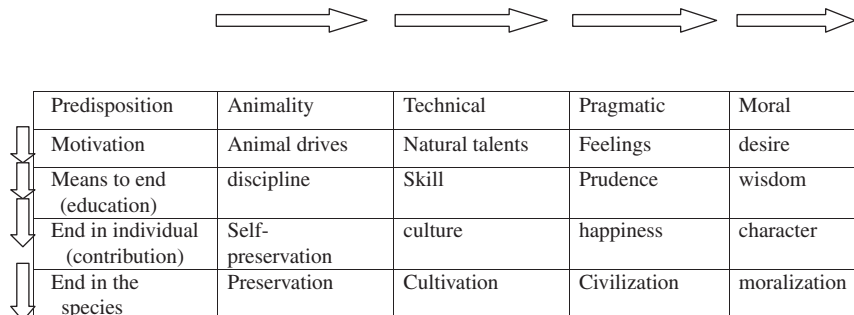 Predisposition Animality Technical Pragmatic Moral
Motivation Animal drives Natural talents Feelings desire
Means to end discipline Skill Prudence wisdom
(education)
End in individual Self- culture happiness character
(contribution) preservation
End in the Preservation Cultivation Civilization moralization
species